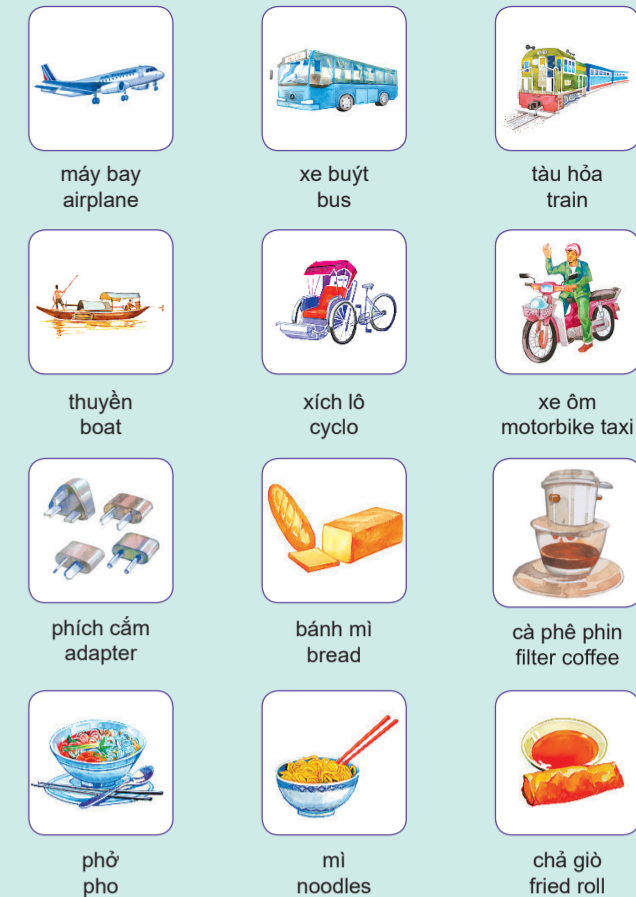 máy bay
airplane
xe buýt
bus
tàu hỏa
train
thuyền
boat
xích lô
cyclo
xe ôm
motorbike taxi
phích cắm
adapter
bánh mì
bread
cà phê phin
filter coffee
phở
pho
mì
noodles
chả giò
fried roll